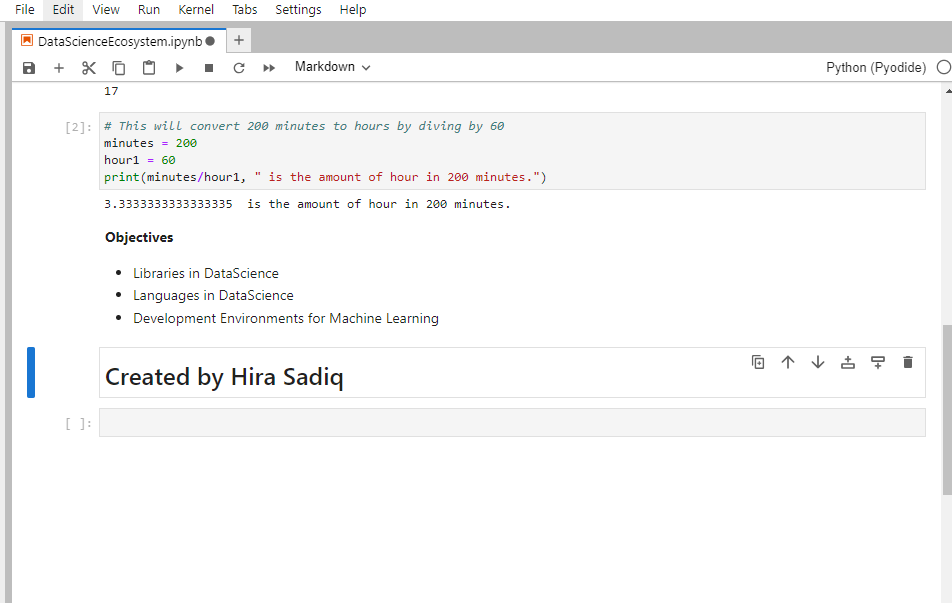 File Edit View Run Kernel Tabs Settings Help
DataScienceEcosystem.ipynb
Markdown Python (Pyodide)
17
[2]: # This will convert 200 minutes to hours by diving by 60
minutes = 200
hour1 = 60
print(minutes/hour1, " is the amount of hour in 200 minutes.")
3.3333333333333335  is the amount of hour in 200 minutes.
Objectives
• Libraries in DataScience
• Languages in DataScience
• Development Environments for Machine Learning
Created by Hira Sadiq
[ ]: